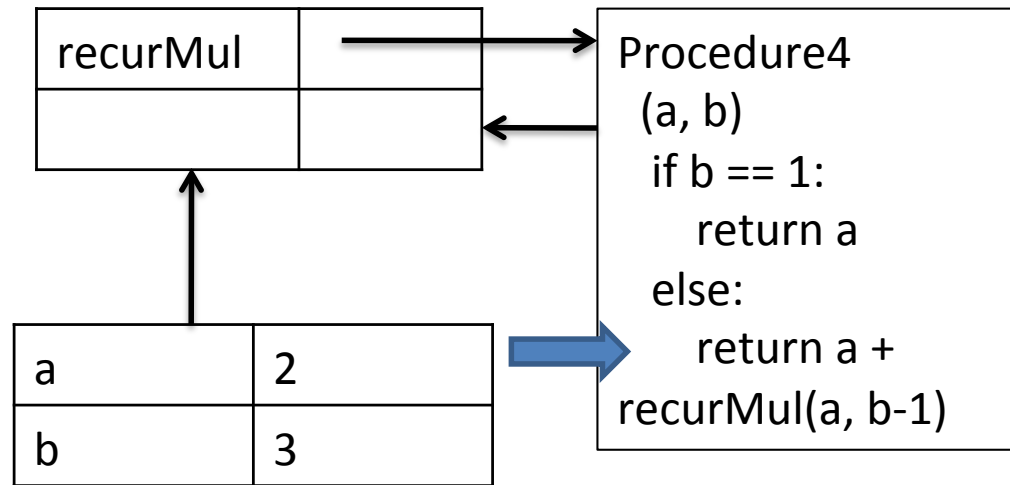 recurMul
Procedure4
(a, b)
if b == 1:
return a
else:
return a +
recurMul(a, b-1)
a 2
b 3